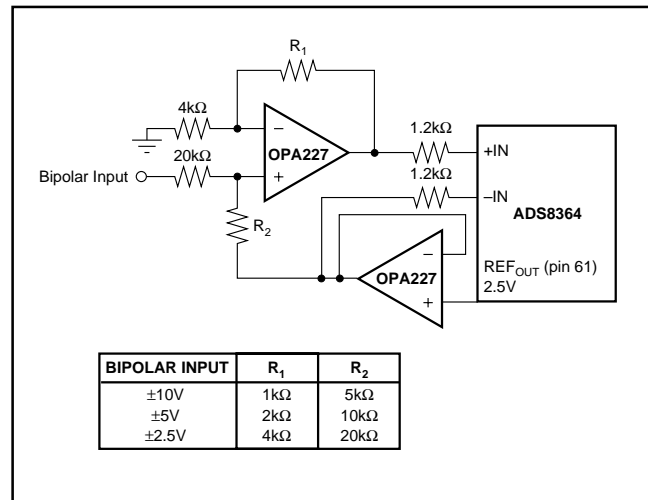 R1
4kΩ
20kΩ
Bipolar Input
−
+
OPA227
R2
1.2kΩ
1.2kΩ
+IN
−IN
ADS8364
REFOUT (pin 61)
2.5V
−
+
OPA227
BIPOLAR INPUT R1 R2
±10V 1kΩ 5kΩ
±5V 2kΩ 10kΩ
±2.5V 4kΩ 20kΩ